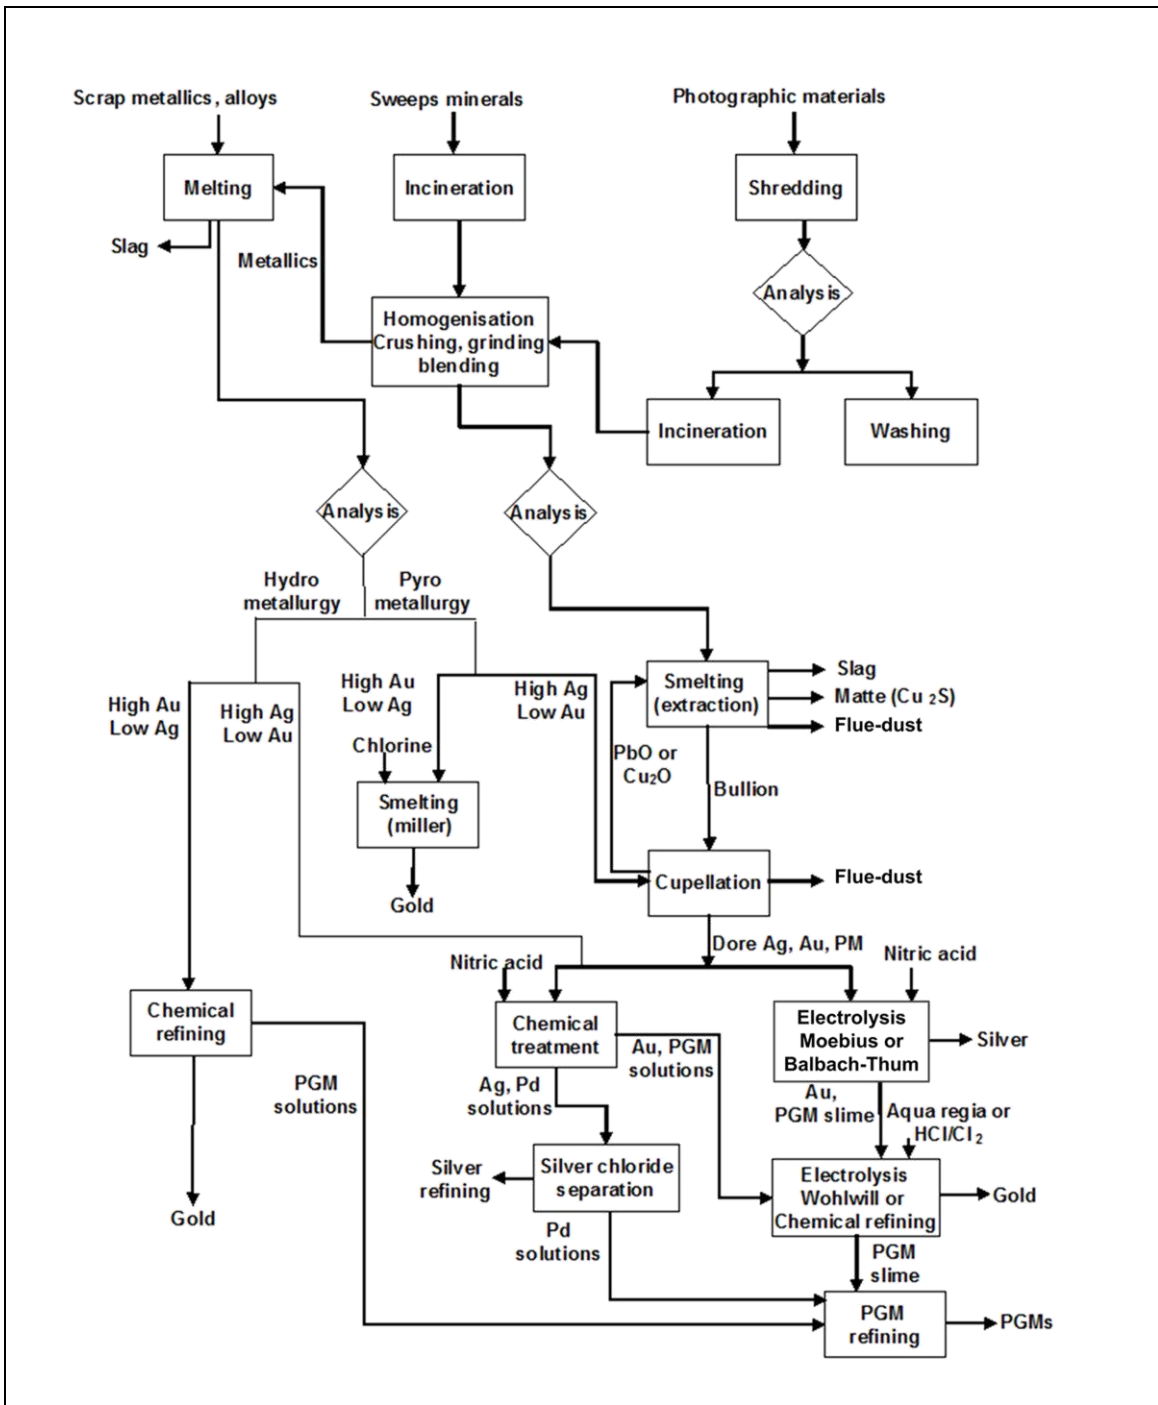 Scrap metallics, alloys
Sweeps minerals
Photographic materials
Melting
Incineration
Shredding
Slag
Metallics
Analysis
Homogenisation
Crushing, grinding
blending
Incineration
Washing
Analysis
Analysis
Hydro
metallurgy
Pyro
metallurgy
High Au
Low Ag
High Ag
Low Au
High Au
Low Ag
High Ag
Low Au
Smelting
(extraction)
Slag
Matte (Cu 2S)
Flue-dust
Chlorine
PbO or
Cu2O
Bullion
Smelting
(miller)
Gold
Cupellation
Flue-dust
Dore Ag, Au, PM
Nitric acid
Nitric acid
Chemical
refining
Chemical
treatment
Electrolysis
Moebius or
Balbach-Thum
Silver
Au, PGM
solutions
PGM
solutions
Ag, Pd
solutions
Au,
PGM slime
Aqua regia or
HCl/Cl2
Silver
refining
Silver chloride
separation
Electrolysis
Wohlwill or
Chemical refining
Gold
Gold
Pd
solutions
PGM
slime
PGM
refining
PGMs